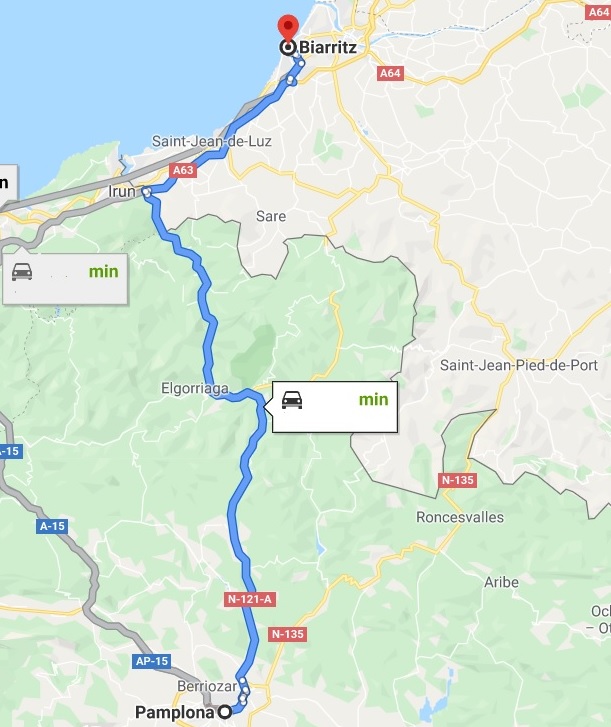 A64
Biarritz
A64
Saint-Jean-de-Luz
A63
n
Irun
Sare
min
Saint-Jean-Pied-de-Port
Elgorriaga
min
-15
N-135
Roncesvalles
A-15
Aribe
N-121-A
Och
– Ot
N-135
AP-15
Berriozar
Pamplona